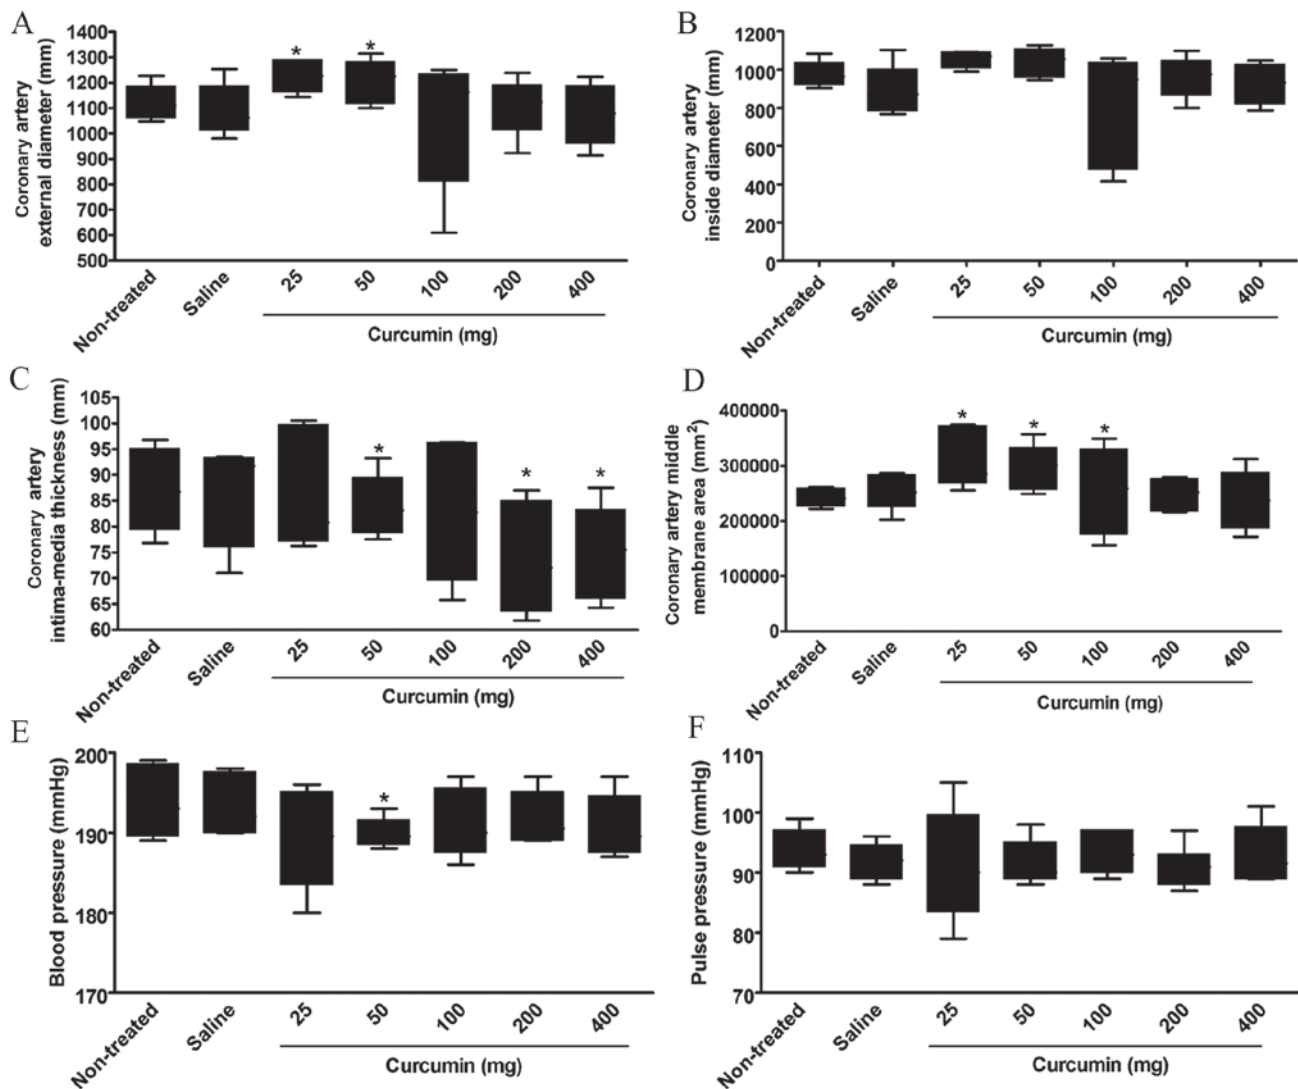 A
Coronary artery
external diameter (mm)
1400
1300
1200
1100
1000
900
800
700
600
500
* *
Non-treated Saline 25 50 100 200 400
Curcumin (mg)
B
Coronary artery
inside diameter (mm)
1200
1000
800
600
400
200
0
Non-treated Saline 25 50 100 200 400
Curcumin (mg)
C
Coronary artery
intima-media thickness (mm)
105
100
95
90
85
80
75
70
65
60
* * *
Non-treated Saline 25 50 100 200 400
Curcumin (mg)
D
Coronary artery middle
membrane area (mm²)
400000
300000
200000
100000
0
* * *
Non-treated Saline 25 50 100 200 400
Curcumin (mg)
E
Blood pressure (mmHg)
200
190
180
170
*
Non-treated Saline 25 50 100 200 400
Curcumin (mg)
F
Pulse pressure (mmHg)
110
100
90
80
70
Non-treated Saline 25 50 100 200 400
Curcumin (mg)